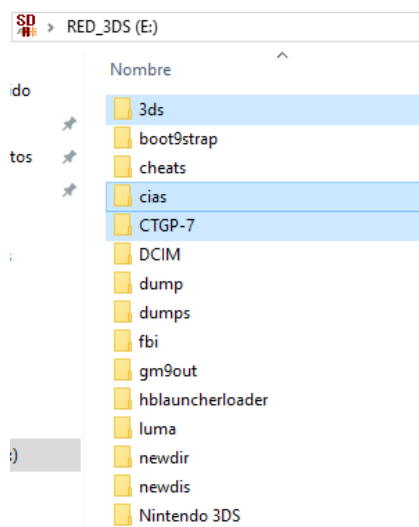 SD
RED_3DS (E:)
Nombre
ido
tos
:)
3ds
boot9strap
cheats
cias
CTGP-7
DCIM
dump
dumps
fbi
gm9out
hblauncherloader
luma
newdir
newdis
Nintendo 3DS